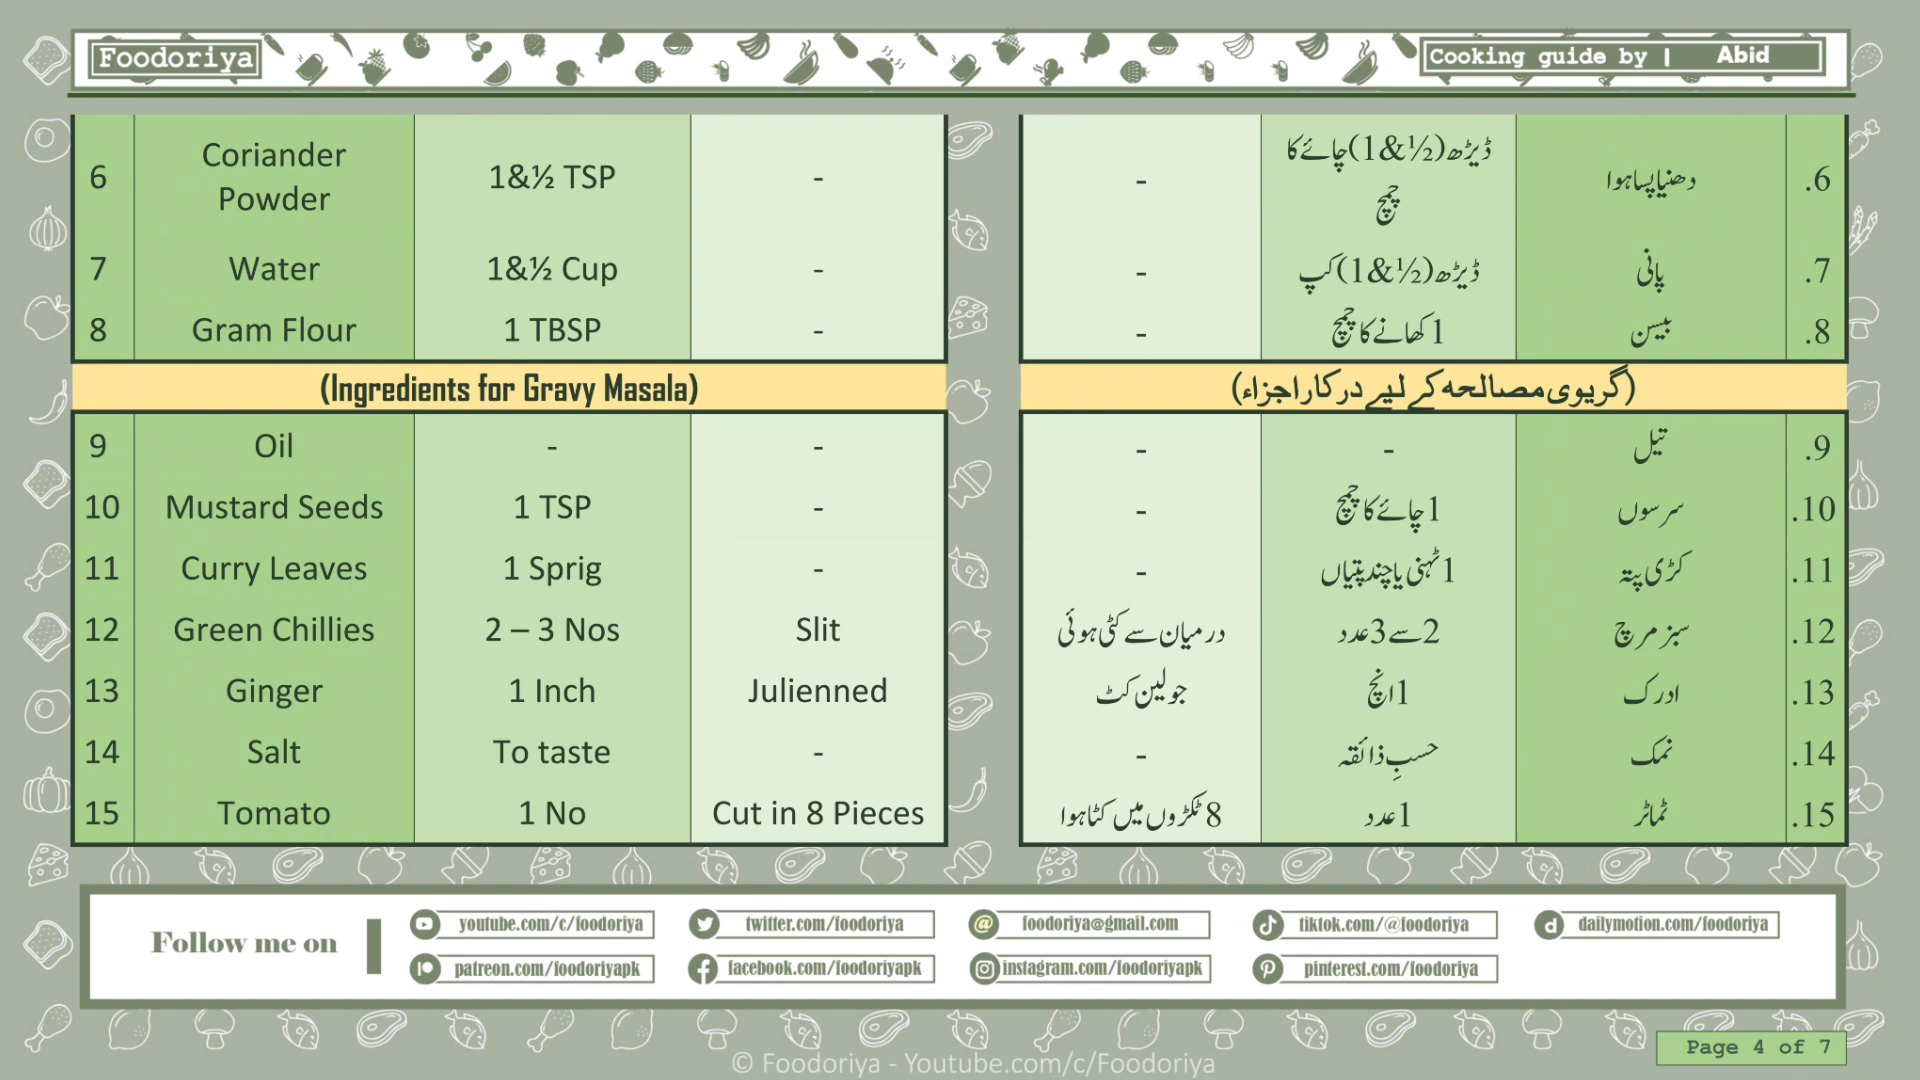 Foodoriya
Cooking guide by | Abid
6 Coriander Powder 1&½ TSP -
7 Water 1&½ Cup -
8 Gram Flour 1 TBSP -
(Ingredients for Gravy Masala)
9 Oil - -
10 Mustard Seeds 1 TSP -
11 Curry Leaves 1 Sprig -
12 Green Chillies 2 – 3 Nos Slit
13 Ginger 1 Inch Julienned
14 Salt To taste -
15 Tomato 1 No Cut in 8 Pieces
6. دھنیا پسا ہوا ڈیڑھ (1&½) چائے کا چمچ -
7. پانی ڈیڑھ (1&½) کپ -
8. بیسن 1 کھانے کا چمچ -
(گریوی مصالحہ کے لیے درکار اجزاء)
9. تیل - -
10. سرسوں 1 چائے کا چمچ -
11. کڑی پتہ 1 ٹہنی یا چند پتیاں -
12. سبز مرچ 2 سے 3 عدد درمیان سے کٹی ہوئی
13. ادرک 1 انچ جولین کٹ
14. نمک حسبِ ذائقہ -
15. ٹماٹر 1 عدد 8 ٹکڑوں میں کٹا ہوا
Follow me on
youtube.com/c/foodoriya
twitter.com/foodoriya
foodoriya@gmail.com
tiktok.com/@foodoriya
dailymotion.com/foodoriya
patreon.com/foodoriyapk
facebook.com/foodoriyapk
instagram.com/foodoriyapk
pinterest.com/foodoriya
© Foodoriya - Youtube.com/c/Foodoriya
Page 4 of 7